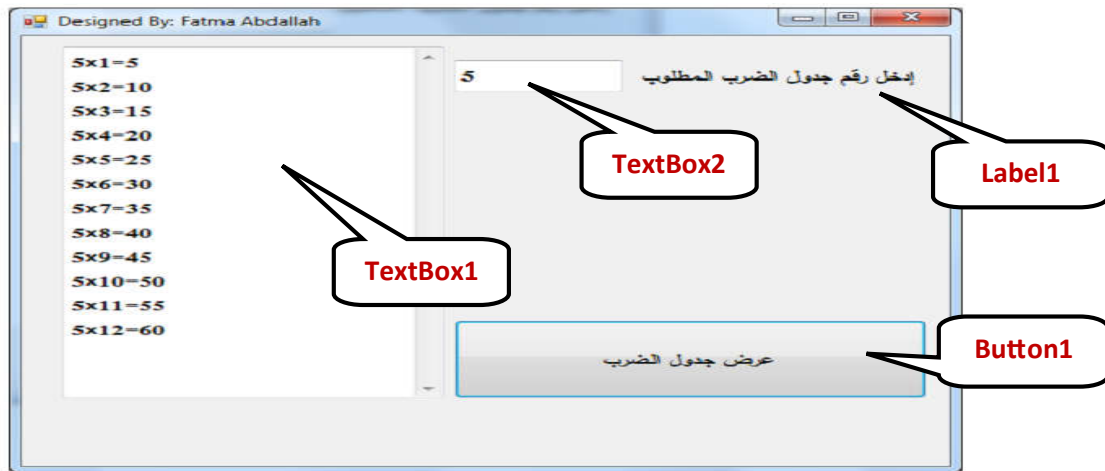 Designed By: Fatma Abdallah
5x1=5
5x2=10
5x3=15
5x4=20
5x5=25
5x6=30
5x7=35
5x8=40
5x9=45
5x10=50
5x11=55
5x12=60
5
إدخل رقم جدول الضرب المطلوب
TextBox2
Label1
TextBox1
عرض جدول الضرب
Button1